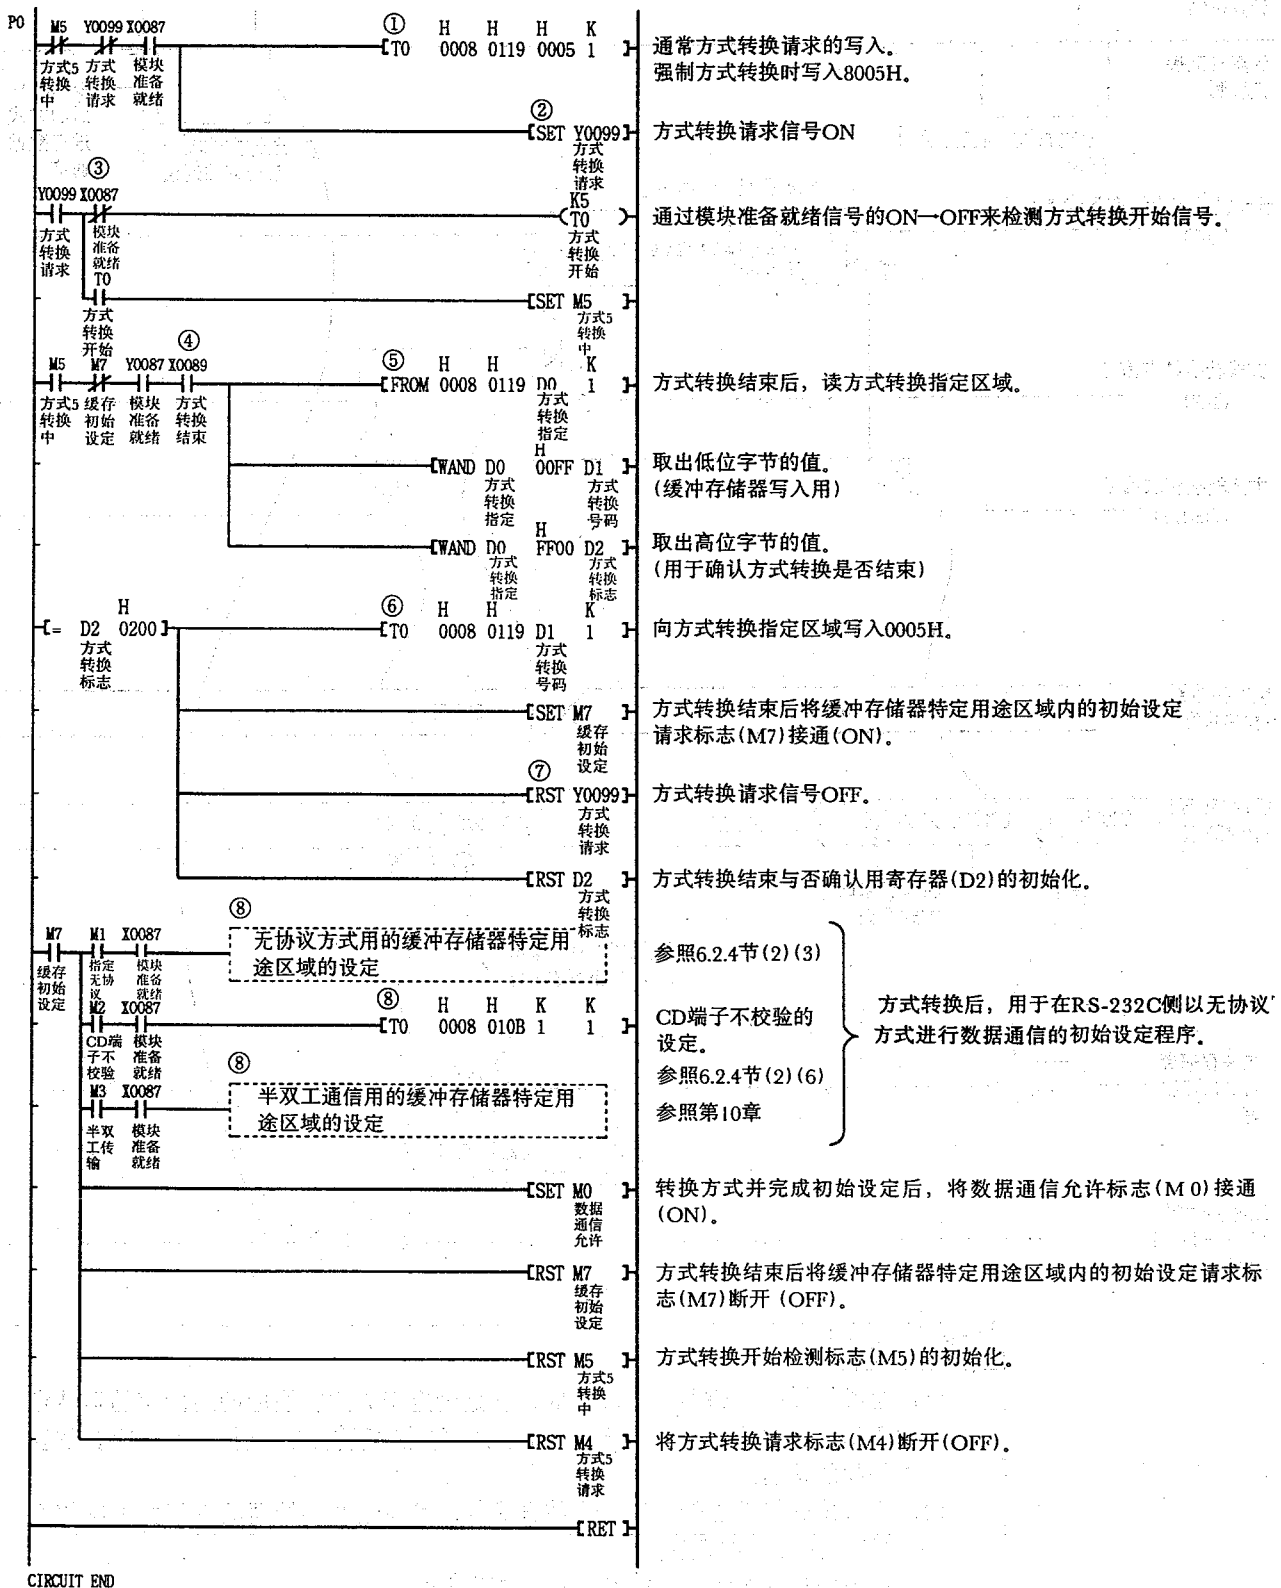 P0
M5 Y0099 X0087 ① H H H K
[TO 0008 0119 0005 1 ] 通常方式转换请求的写入。
方式5 方式 模块 强制方式转换时写入8005H。
转换 转换 准备
中 请求 就绪
②
[SET Y0099] 方式转换请求信号ON
方式
转换
请求
③
Y0099 X0087 K5
(T0 ) 通过模块准备就绪信号的ON→OFF来检测方式转换开始信号。
方式 模块 方式
转换 准备 转换
请求 就绪 开始
T0
[SET M5 ]
方式 方式5
转换 转换
开始 中
④
M5 M7 Y0087 X0089 ⑤ H H K
[FROM 0008 0119 D0 1 ] 方式转换结束后，读方式转换指定区域。
方式5 缓存 模块 方式 方式
转换 初始 准备 转换 转换
中 设定 就绪 结束 指定
H
[WAND D0 00FF D1 ] 取出低位字节的值。
方式 方式 (缓冲存储器写入用)
转换 转换
指定 号码
H
[WAND D0 FF00 D2 ] 取出高位字节的值。
方式 方式 (用于确认方式转换是否结束)
转换 转换
指定 标志
H ⑥ H H K
[= D2 0200] [TO 0008 0119 D1 1 ] 向方式转换指定区域写入0005H。
方式 方式
转换 转换
标志 号码
[SET M7 ] 方式转换结束后将缓冲存储器特定用途区域内的初始设定
缓存 请求标志(M7)接通(ON)。
初始
设定
⑦
[RST Y0099] 方式转换请求信号OFF。
方式
转换
请求
[RST D2 ] 方式转换结束与否确认用寄存器(D2)的初始化。
方式
转换
标志
⑧
M7 M1 X0087 无协议方式用的缓冲存储器特定用
途区域的设定 参照6.2.4节(2)(3)
缓存 指定 模块
初始 无协 准备
设定 议 就绪
M2 X0087 ⑧ H H K K
[TO 0008 010B 1 1 ] CD端子不校验的
设定。
CD端 模块
子不 准备
校验 就绪
方式转换后，用于在RS-232C侧以无协议
方式进行数据通信的初始设定程序。
⑧
参照6.2.4节(2)(6)
M3 X0087 半双工通信用的缓冲存储器特定用
途区域的设定 参照第10章
半双 模块
工传 准备
输 就绪
[SET M0 ] 转换方式并完成初始设定后，将数据通信允许标志(M 0)接通
数据 (ON)。
通信
允许
[RST M7 ] 方式转换结束后将缓冲存储器特定用途区域内的初始设定请求标
缓存 志(M7)断开 (OFF)。
初始
设定
[RST M5 ] 方式转换开始检测标志(M5)的初始化。
方式5
转换
中
[RST M4 ] 将方式转换请求标志(M4)断开(OFF)。
方式5
转换
请求
[RET ]
CIRCUIT END